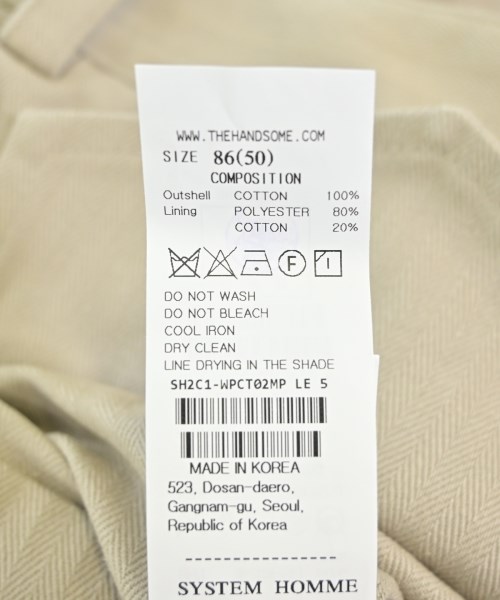 WWW.THEHANDSOME.COM
SIZE 86(50)
COMPOSITION
Outshell COTTON 100%
Lining POLYESTER 80%
COTTON 20%
F
DO NOT WASH
DO NOT BLEACH
COOL IRON
DRY CLEAN
LINE DRYING IN THE SHADE
SH2C1-WPCT02MP LE 5
MADE IN KOREA
523, Dosan-daero,
Gangnam-gu, Seoul,
Republic of Korea
SYSTEM HOMME